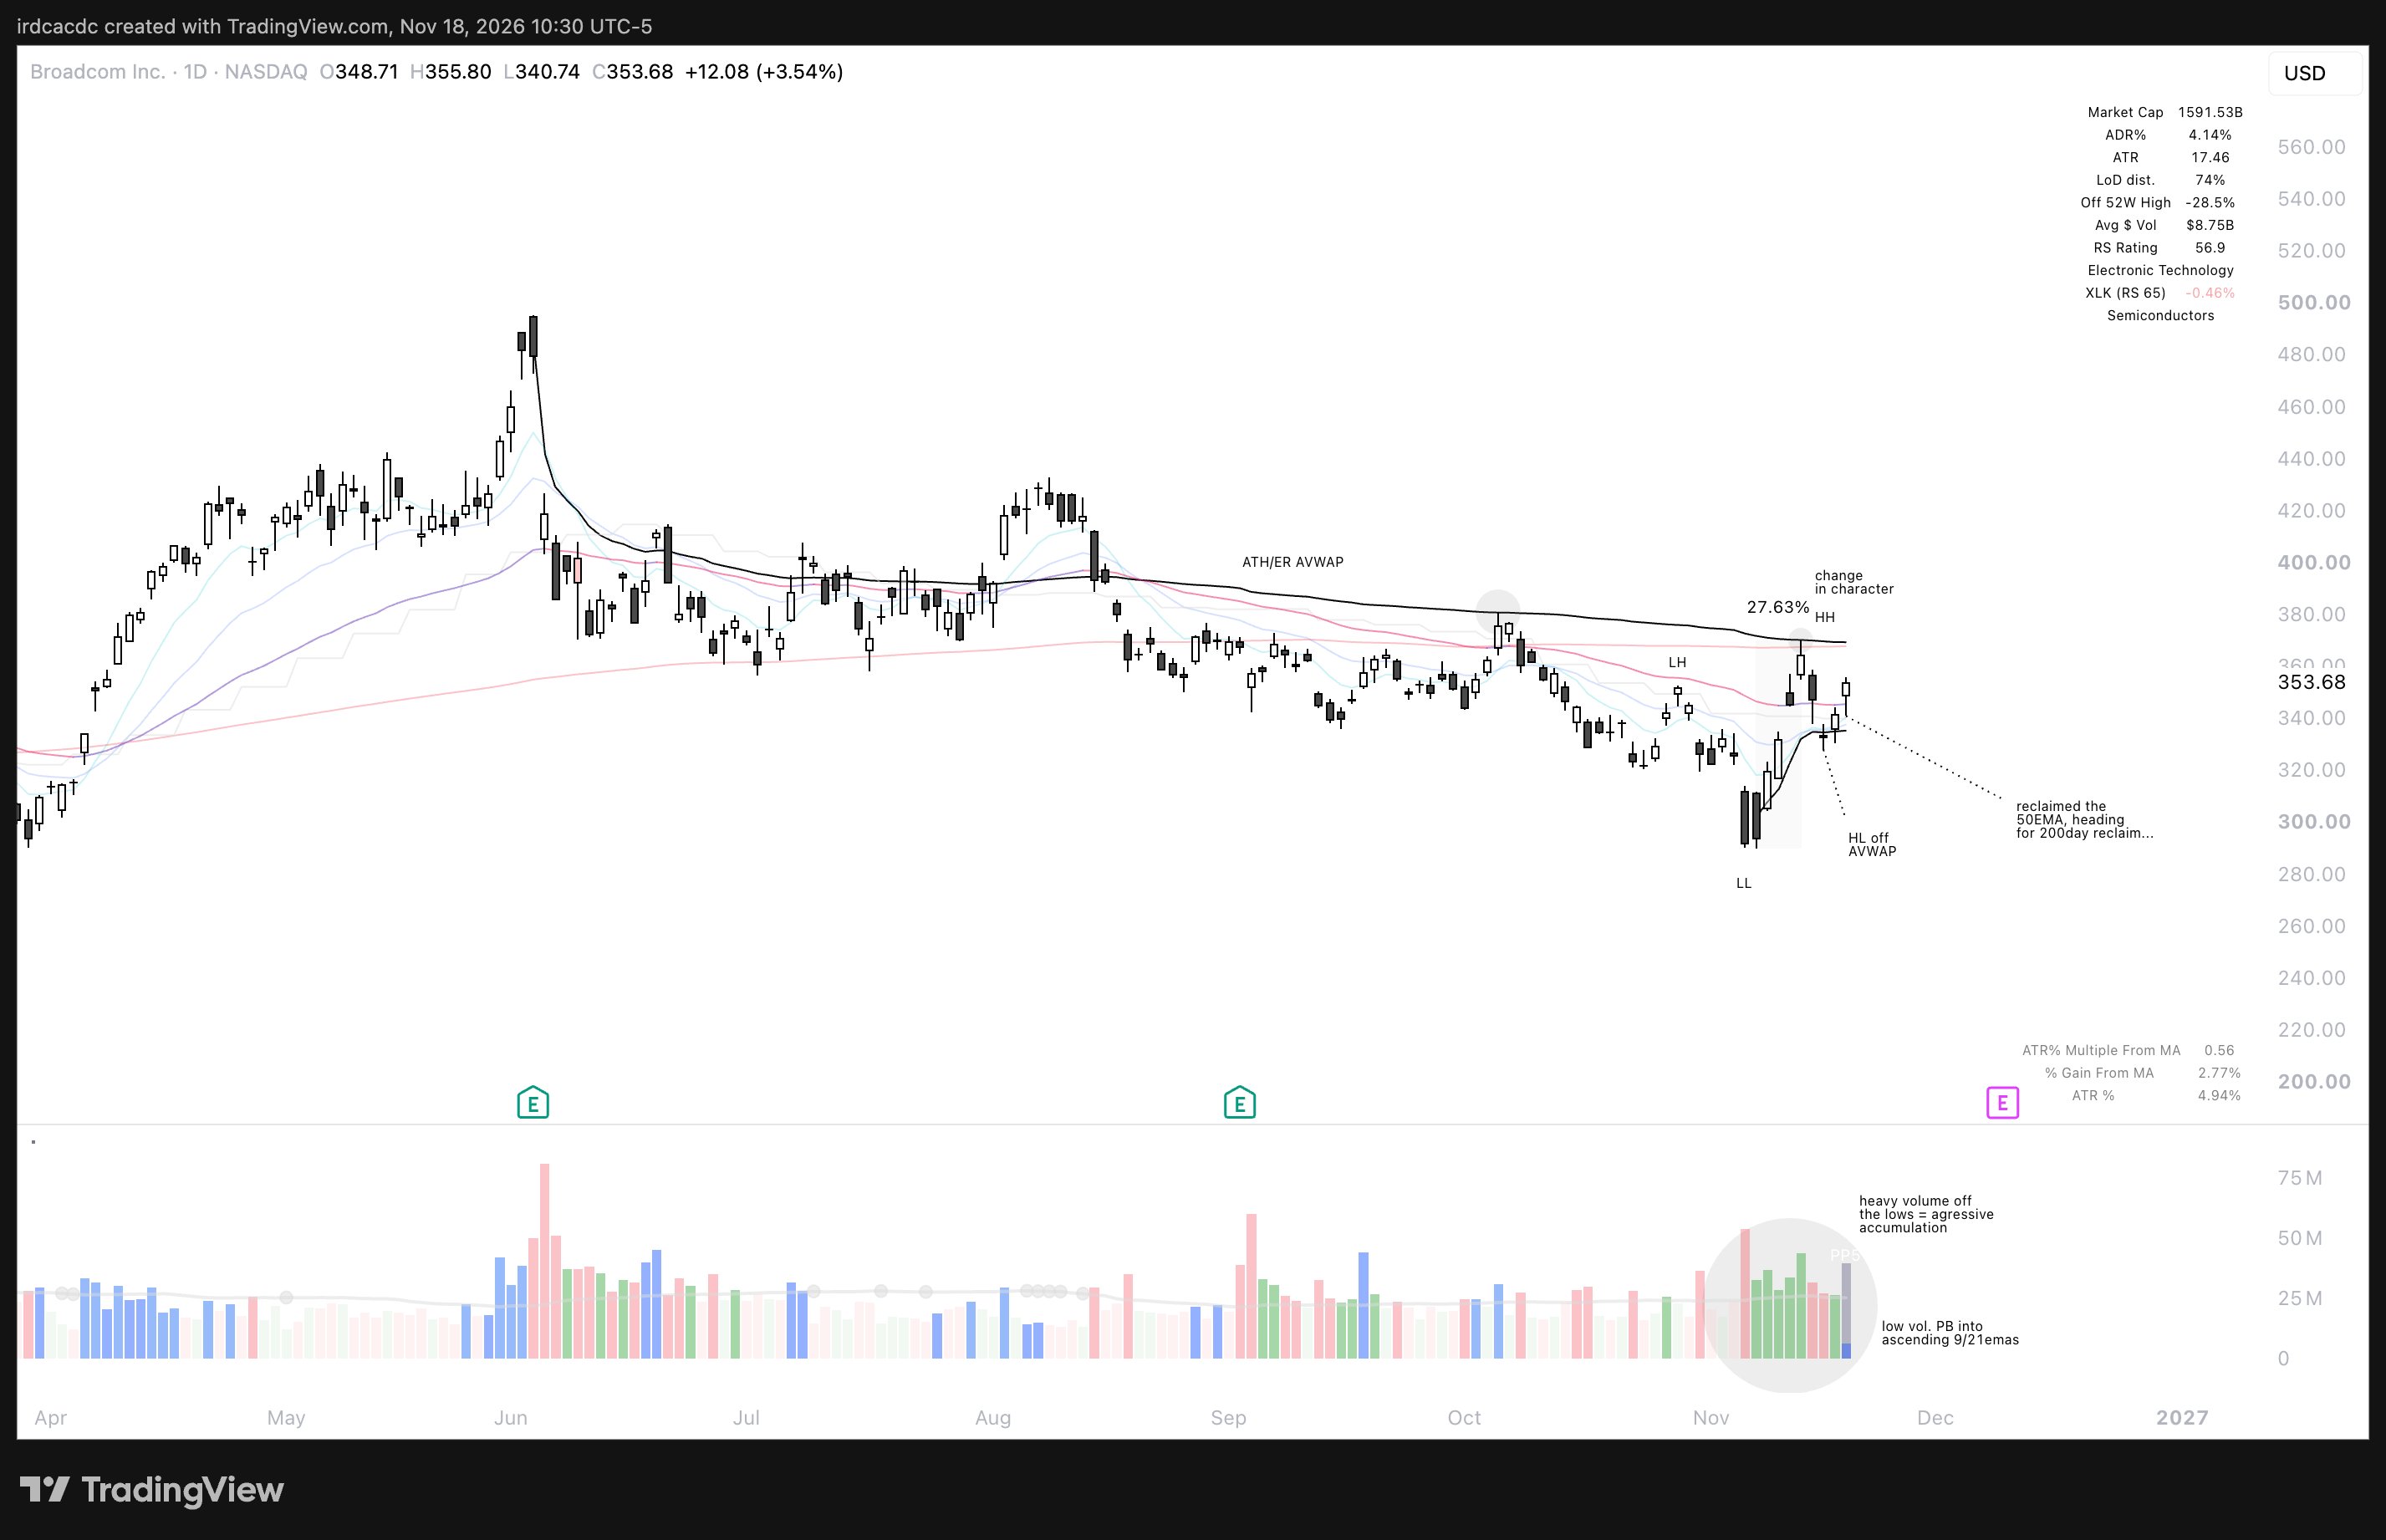 irdcacdc created with TradingView.com, Nov 18, 2026 10:30 UTC-5
Broadcom Inc. · 1D · NASDAQ O348.71 H355.80 L340.74 C353.68 +12.08 (+3.54%)
USD
Market Cap 1591.53B
ADR% 4.14%
ATR 17.46
LoD dist. 74%
Off 52W High -28.5%
Avg $ Vol $8.75B
RS Rating 56.9
Electronic Technology
XLK (RS 65) -0.46%
Semiconductors
560.00
540.00
520.00
500.00
480.00
460.00
440.00
420.00
400.00
380.00
360.00
353.68
340.00
320.00
300.00
280.00
260.00
240.00
220.00
200.00
ATH/ER AVWAP
change
in character
27.63%
HH
LH
reclaimed the
50EMA, heading
for 200day reclaim...
HL off
AVWAP
LL
ATR% Multiple From MA 0.56
% Gain From MA 2.77%
ATR % 4.94%
E
E
E
75 M
50 M
25 M
0
heavy volume off
the lows = agressive
accumulation
PP5
low vol. PB into
ascending 9/21emas
Apr May Jun Jul Aug Sep Oct Nov Dec 2027
TradingView